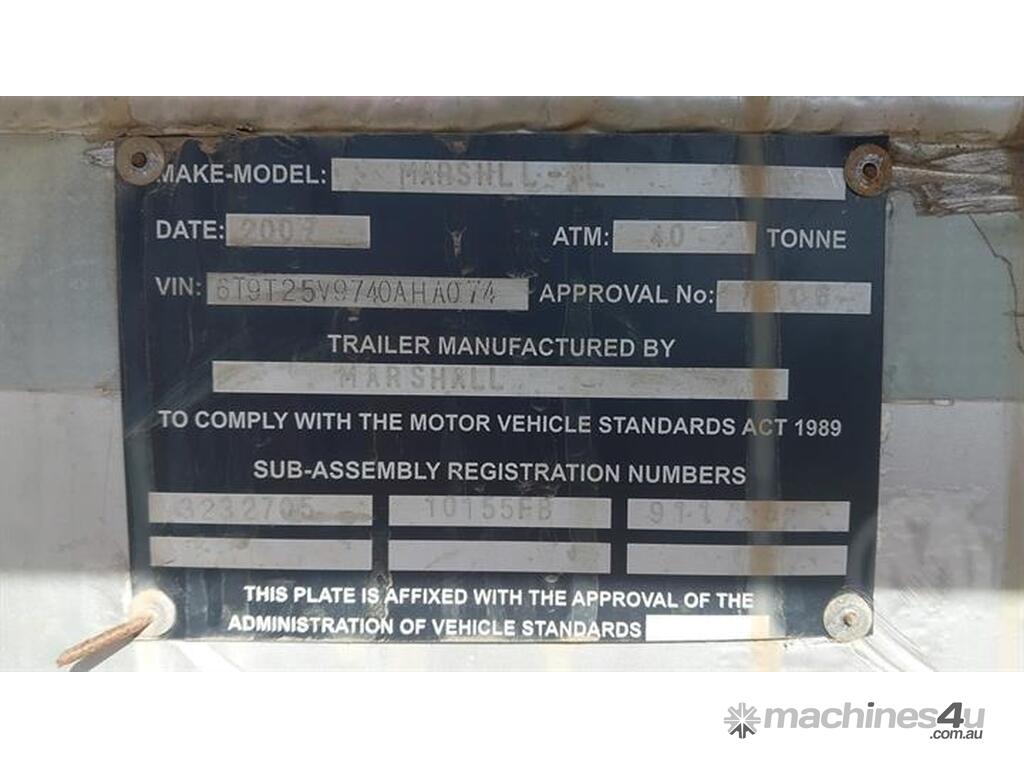 MAKE-MODEL: MARSHLL-
DATE: 2007 ATM: 40 TONNE
VIN: 6T9T25V9740AHA074 APPROVAL No:
TRAILER MANUFACTURED BY
MARSHALL
TO COMPLY WITH THE MOTOR VEHICLE STANDARDS ACT 1989
SUB-ASSEMBLY REGISTRATION NUMBERS
3232705 10155FB
THIS PLATE IS AFFIXED WITH THE APPROVAL OF THE
ADMINISTRATION OF VEHICLE STANDARDS
machines4u
.com.au